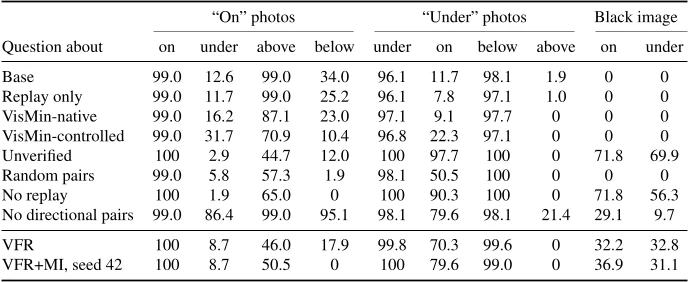 “On” photos “Under” photos Black image
Question about on under above below under on below above on under
Base 99.0 12.6 99.0 34.0 96.1 11.7 98.1 1.9 0 0
Replay only 99.0 11.7 99.0 25.2 96.1 7.8 97.1 1.0 0 0
VisMin-native 99.0 16.2 87.1 23.0 97.1 9.1 97.7 0 0 0
VisMin-controlled 99.0 31.7 70.9 10.4 96.8 22.3 97.1 0 0 0
Unverified 100 2.9 44.7 12.0 100 97.7 100 0 71.8 69.9
Random pairs 99.0 5.8 57.3 1.9 98.1 50.5 100 0 0 0
No replay 100 1.9 65.0 0 100 90.3 100 0 71.8 56.3
No directional pairs 99.0 86.4 99.0 95.1 98.1 79.6 98.1 21.4 29.1 9.7
VFR 100 8.7 46.0 17.9 99.8 70.3 99.6 0 32.2 32.8
VFR+MI, seed 42 100 8.7 50.5 0 100 79.6 99.0 0 36.9 31.1